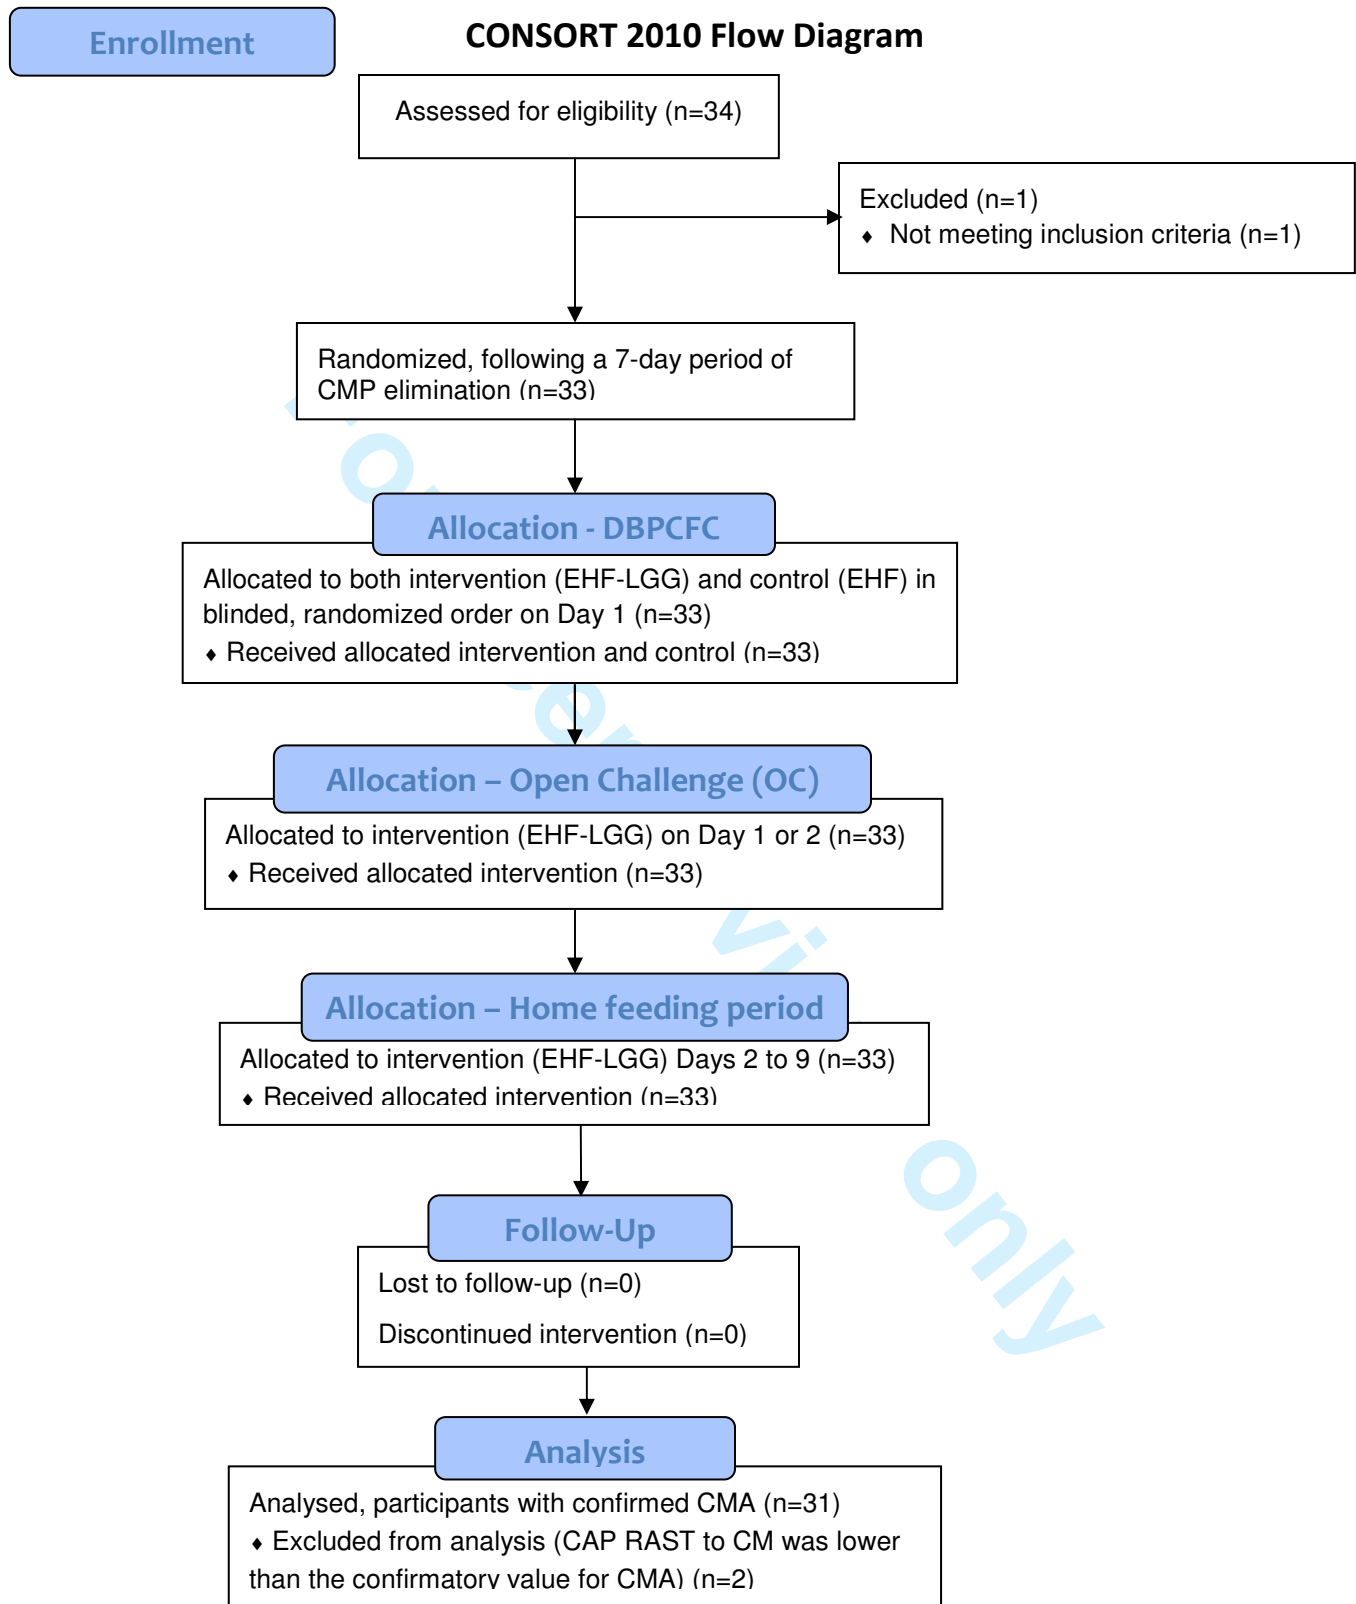 Enrollment
CONSORT 2010 Flow Diagram
Assessed for eligibility (n=34)
Excluded (n=1)
♦ Not meeting inclusion criteria (n=1)
Randomized, following a 7-day period of
CMP elimination (n=33)
Allocation - DBPCFC
Allocated to both intervention (EHF-LGG) and control (EHF) in
blinded, randomized order on Day 1 (n=33)
♦ Received allocated intervention and control (n=33)
Allocation – Open Challenge (OC)
Allocated to intervention (EHF-LGG) on Day 1 or 2 (n=33)
♦ Received allocated intervention (n=33)
Allocation – Home feeding period
Allocated to intervention (EHF-LGG) Days 2 to 9 (n=33)
♦ Received allocated intervention (n=33)
Follow-Up
Lost to follow-up (n=0)
Discontinued intervention (n=0)
Analysis
Analysed, participants with confirmed CMA (n=31)
♦ Excluded from analysis (CAP RAST to CM was lower
than the confirmatory value for CMA) (n=2)
only